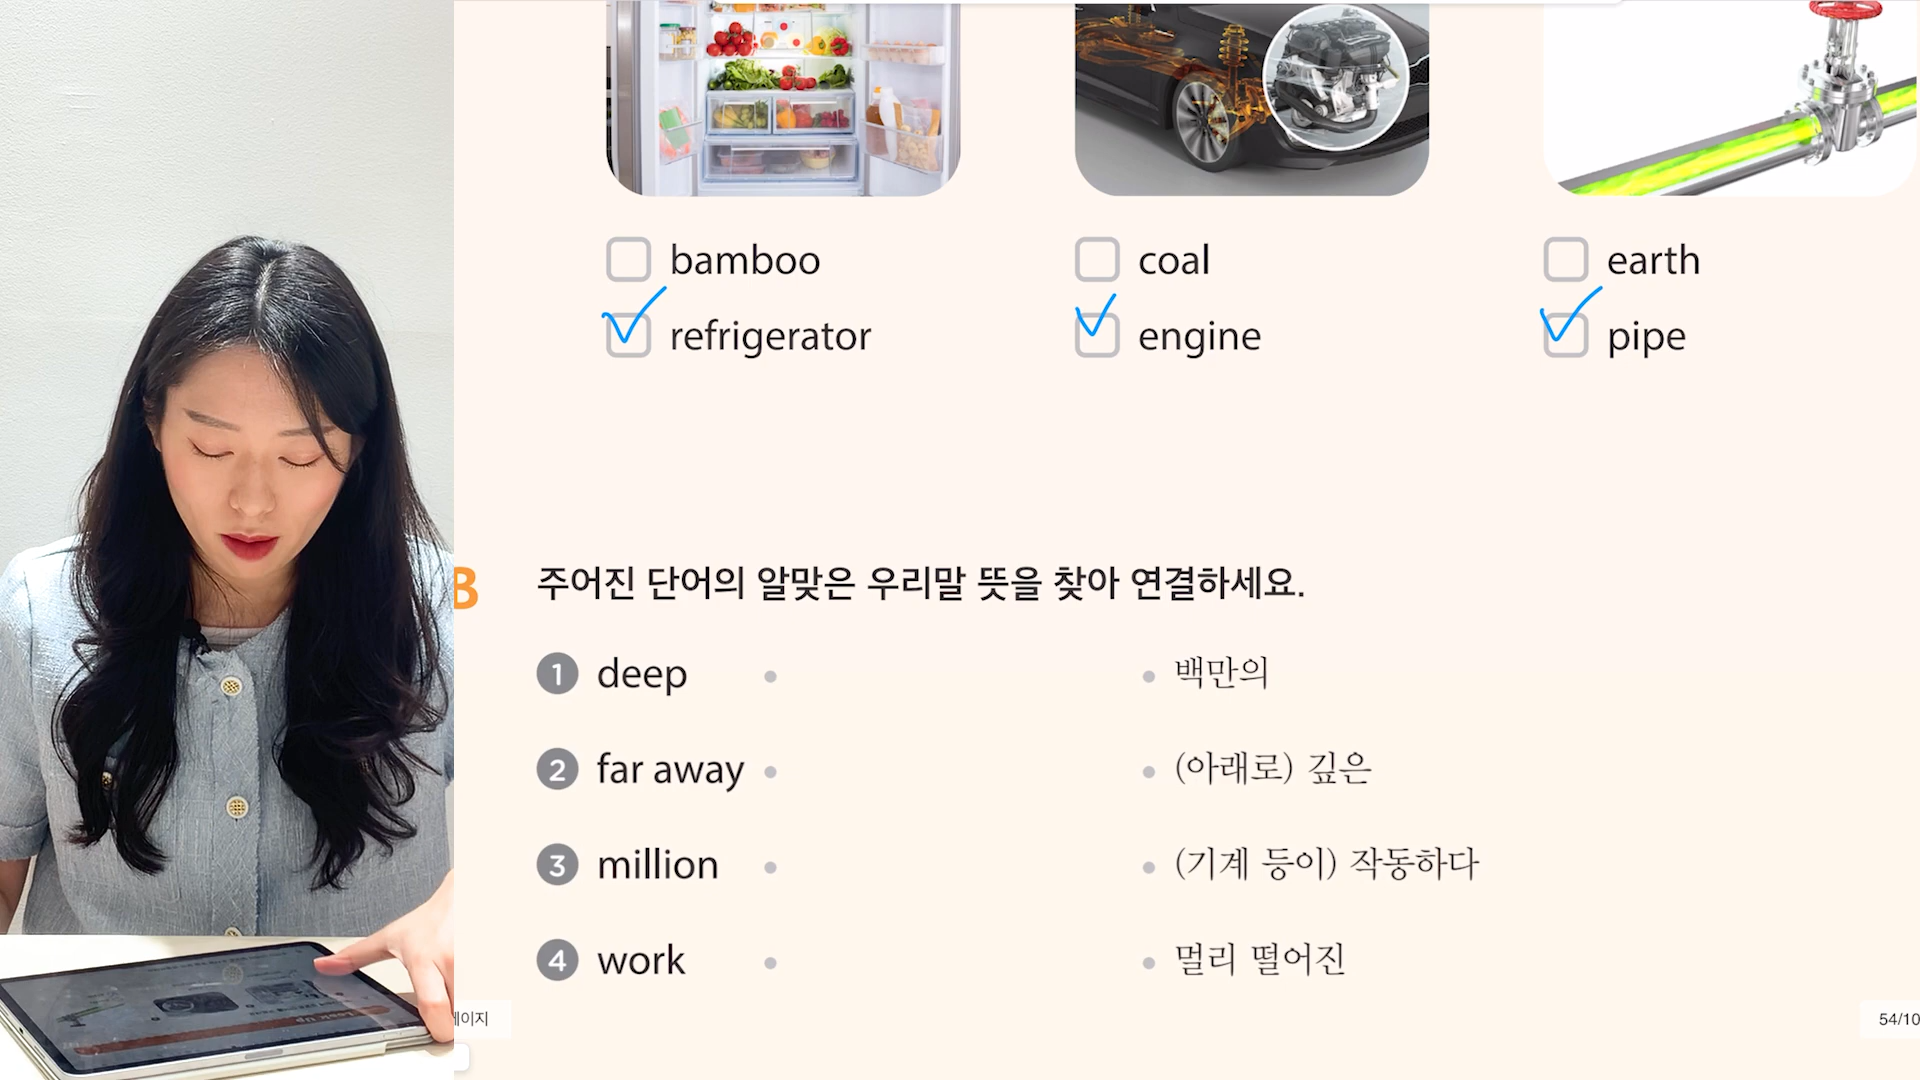 bamboo
coal
earth
refrigerator
engine
pipe
B 주어진 단어의 알맞은 우리말 뜻을 찾아 연결하세요.
1 deep 백만의
2 far away (아래로) 깊은
3 million (기계 등이) 작동하다
4 work 멀리 떨어진
페이지
54/10